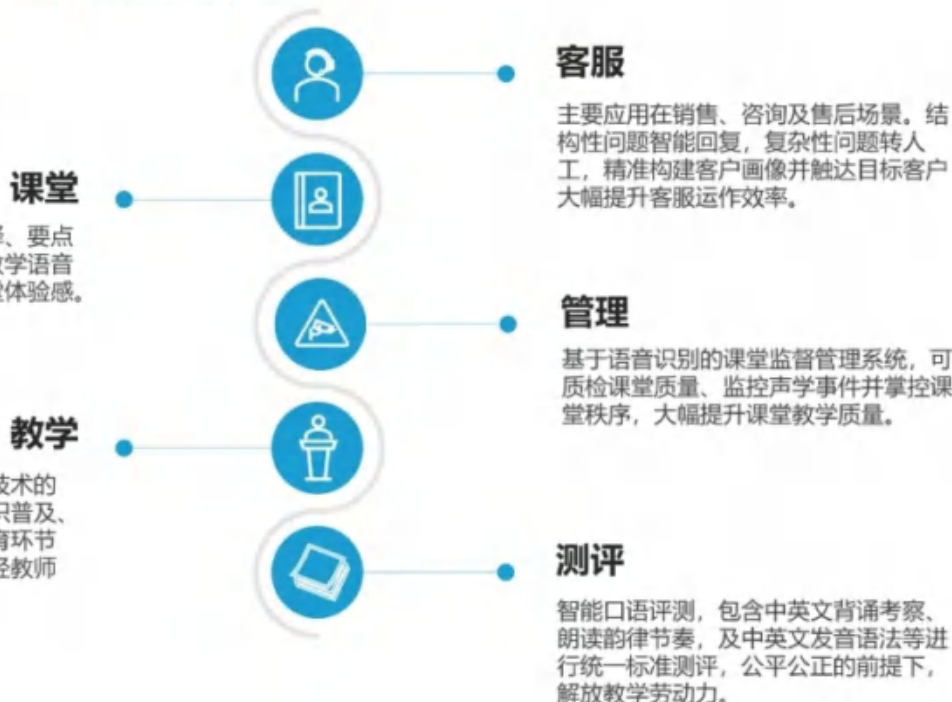 客服
主要应用在销售、咨询及售后场景。结
构性问题智能回复，复杂性问题转人
工，精准构建客户画像并触达目标客户
大幅提升客服运作效率。
课堂
、要点
教学语音
体验感。
管理
基于语音识别的课堂监督管理系统，可
质检课堂质量、监控声学事件并掌控课
堂秩序，大幅提升课堂教学质量。
教学
技术的
识普及、
育环节
轻教师
测评
智能口语评测，包含中英文背诵考察、
朗读韵律节奏，及中英文发音语法等进
行统一标准测评，公平公正的前提下，
解放教学劳动力。